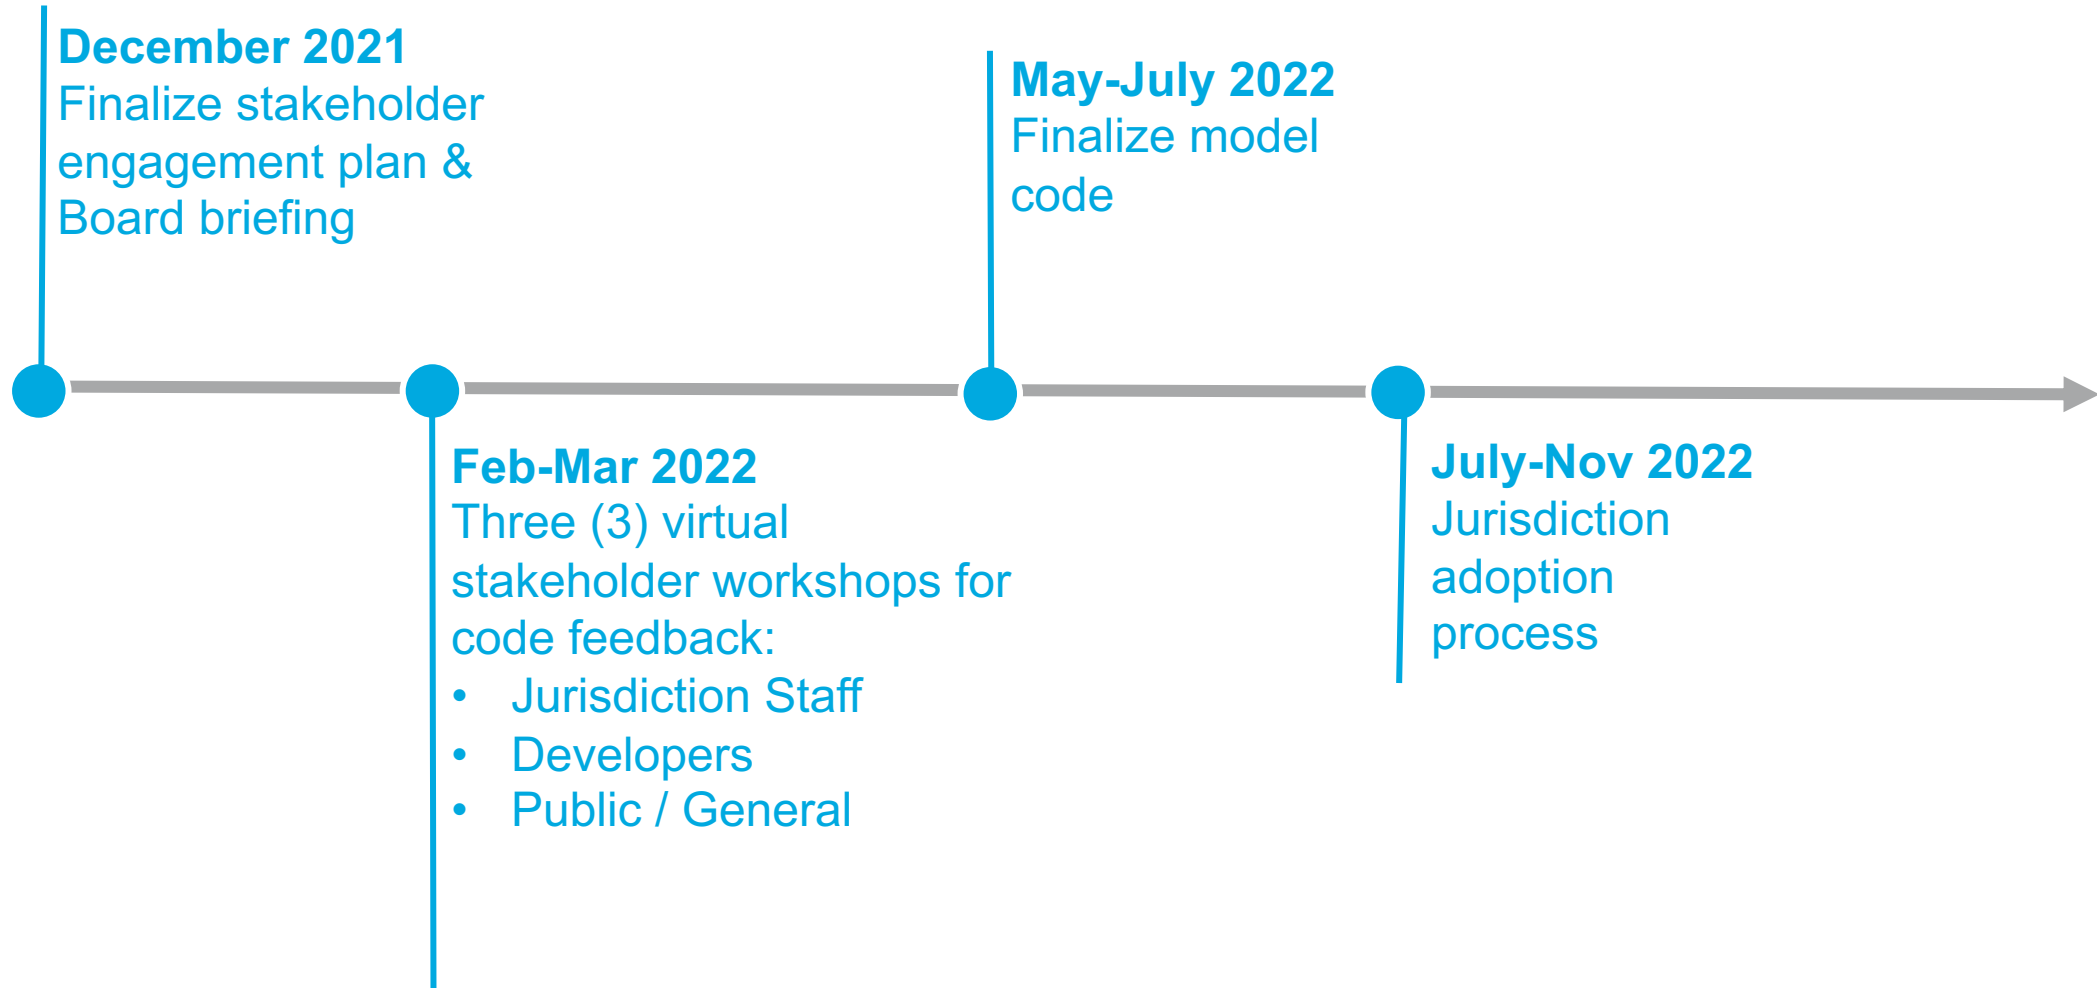 December 2021
Finalize stakeholder
engagement plan &
Board briefing
Feb-Mar 2022
Three (3) virtual
stakeholder workshops for
code feedback:
• Jurisdiction Staff
• Developers
• Public / General
May-July 2022
Finalize model
code
July-Nov 2022
Jurisdiction
adoption
process